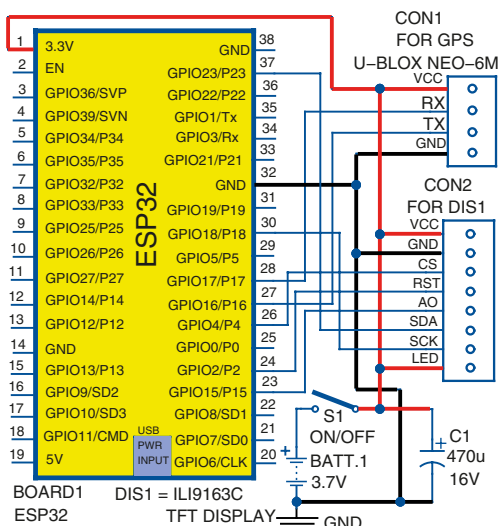 1 3.3V
2 EN
3 GPIO36/SVP
4 GPIO39/SVN
5 GPIO34/P34
6 GPIO35/P35
7 GPIO32/P32
8 GPIO33/P33
9 GPIO25/P25
10 GPIO26/P26
11 GPIO27/P27
12 GPIO14/P14
13 GPIO12/P12
14 GND
15 GPIO13/P13
16 GPIO9/SD2
17 GPIO10/SD3
18 GPIO11/CMD
19 5V
ESP32
USB
PWR
INPUT
GND 38
GPIO23/P23 37
GPIO22/P22 36
GPIO1/Tx 35
GPIO3/Rx 34
GPIO21/P21 33
GND 32
GPIO19/P19 31
GPIO18/P18 30
GPIO5/P5 29
GPIO17/P17 28
GPIO16/P16 27
GPIO4/P4 26
GPIO0/P0 25
GPIO2/P2 24
GPIO15/P15 23
GPIO8/SD1 22
GPIO7/SD0 21
GPIO6/CLK 20
CON1
FOR GPS
U-BLOX NEO-6M
VCC
RX
TX
GND
CON2
FOR DIS1
VCC
GND
CS
RST
AO
SDA
SCK
LED
S1
ON/OFF
+
BATT.1
3.7V
+
C1
470u
16V
BOARD1
ESP32
DIS1 = ILI9163C
TFT DISPLAY
GND